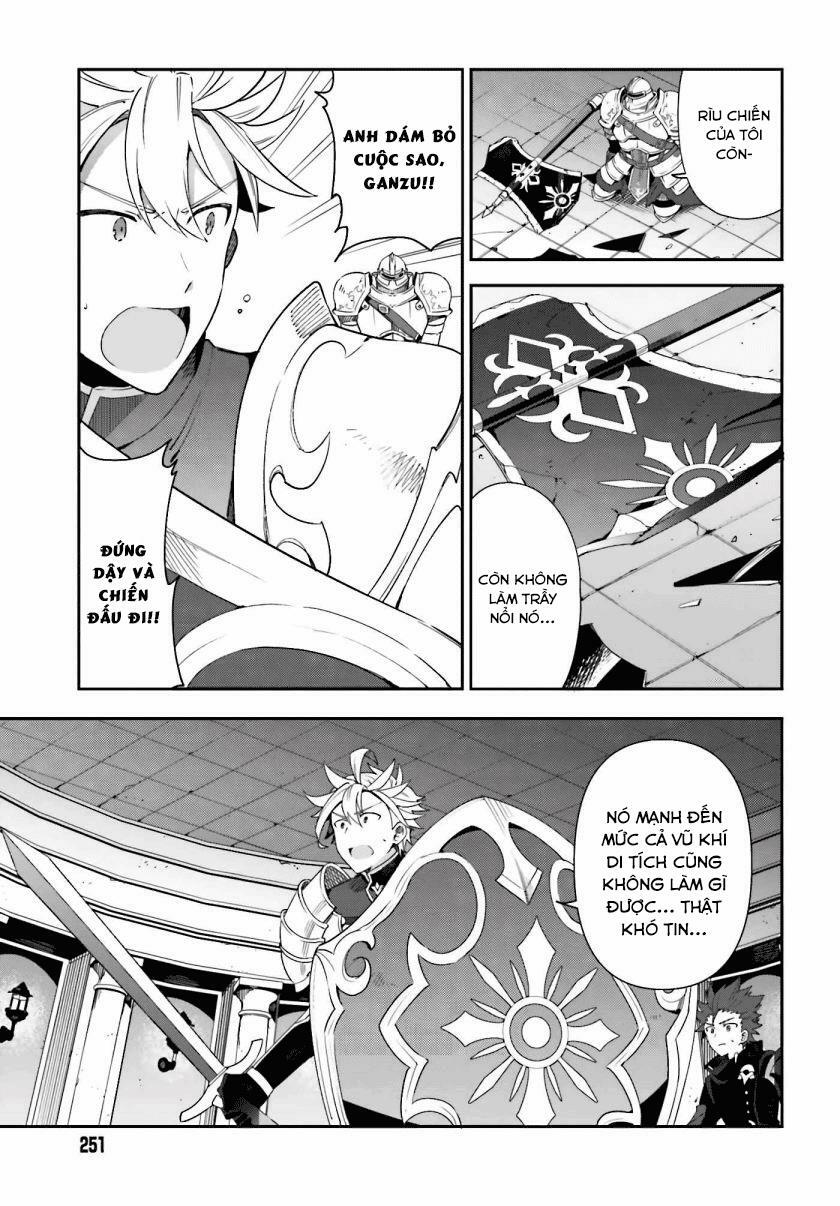 RÌU CHIẾN
CỦA TÔI
CÒN-
CÒN KHÔNG
LÀM TRẦY
NỔI NÓ...
ANH DÁM BỎ
CUỘC SAO,
GANZU!!
ĐỨNG
DẬY VÀ
CHIẾN
ĐẤU ĐI!!
NÓ MẠNH ĐẾN
MỨC CẢ VŨ KHÍ
DI TÍCH CŨNG
KHÔNG LÀM GÌ
ĐƯỢC... THẬT
KHÓ TIN...
251